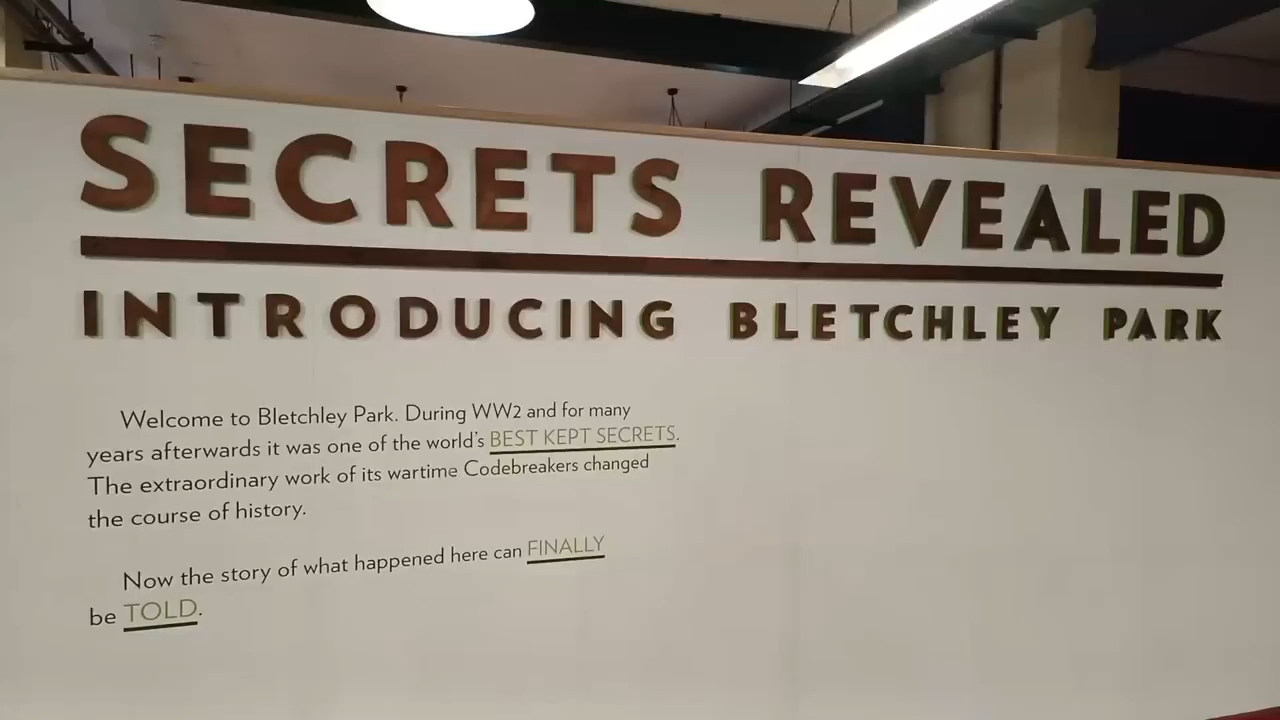 SECRETS REVEALED
INTRODUCING BLETCHLEY PARK
Welcome to Bletchley Park. During WW2 and for many
years afterwards it was one of the world's BEST KEPT SECRETS.
The extraordinary work of its wartime Codebreakers changed
the course of history.
Now the story of what happened here can FINALLY
be TOLD.